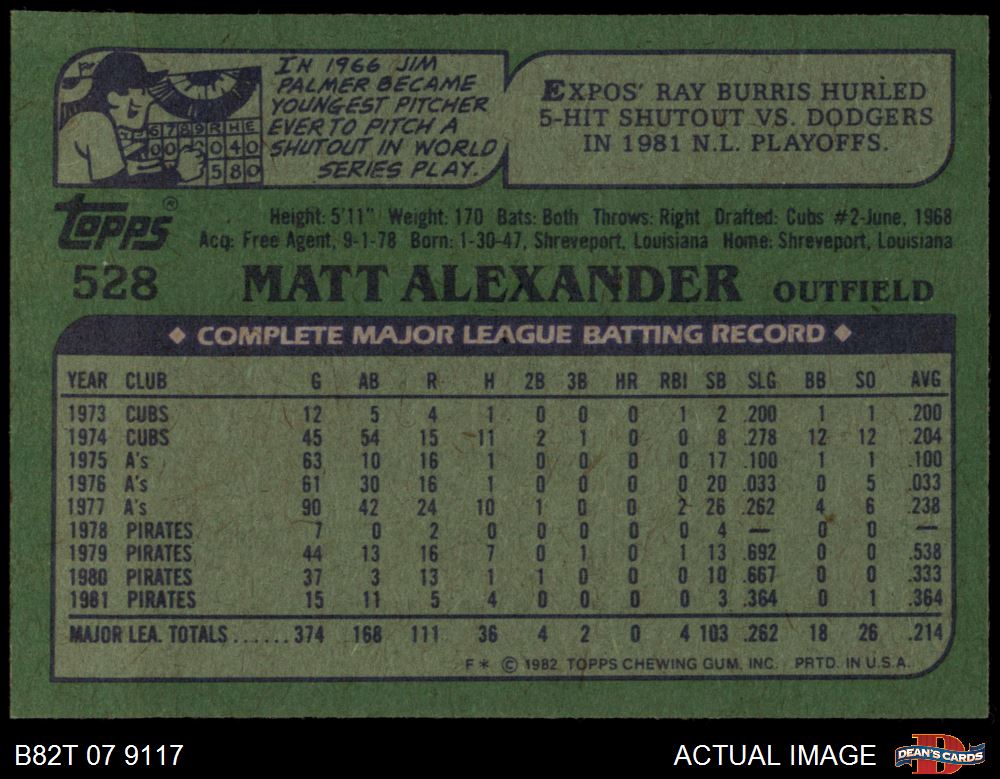 IN 1966 JIM
PALMER BECAME
YOUNGEST PITCHER
EVER TO PITCH A
SHUTOUT IN WORLD
SERIES PLAY.
6 7 8 9 R H E
0 0 0 4 0
5 8 0
EXPOS' RAY BURRIS HURLED
5-HIT SHUTOUT VS. DODGERS
IN 1981 N.L. PLAYOFFS.
TOPPS®
Height: 5'11" Weight: 170 Bats: Both Throws: Right Drafted: Cubs #2-June, 1968
Acq: Free Agent, 9-1-78 Born: 1-30-47, Shreveport, Louisiana Home: Shreveport, Louisiana
528 MATT ALEXANDER OUTFIELD
◆ COMPLETE MAJOR LEAGUE BATTING RECORD ◆
YEAR CLUB G AB R H 2B 3B HR RBI SB SLG BB SO AVG
1973 CUBS 12 5 4 1 0 0 0 1 2 .200 1 1 .200
1974 CUBS 45 54 15 11 2 1 0 0 8 .278 12 12 .204
1975 A's 63 10 16 1 0 0 0 0 17 .100 1 1 .100
1976 A's 61 30 16 1 0 0 0 0 20 .033 0 5 .033
1977 A's 90 42 24 10 1 0 0 2 26 .262 4 6 .238
1978 PIRATES 7 0 2 0 0 0 0 0 4 — 0 0 —
1979 PIRATES 44 13 16 7 0 1 0 1 13 .692 0 0 .538
1980 PIRATES 37 3 13 1 1 0 0 0 10 .667 0 0 .333
1981 PIRATES 15 11 5 4 0 0 0 0 3 .364 0 1 .364
MAJOR LEA. TOTALS......374 168 111 36 4 2 0 4 103 .262 18 26 .214
F* © 1982 TOPPS CHEWING GUM, INC. PRTD. IN U.S.A.
B82T 07 9117 ACTUAL IMAGE DEAN'S CARDS